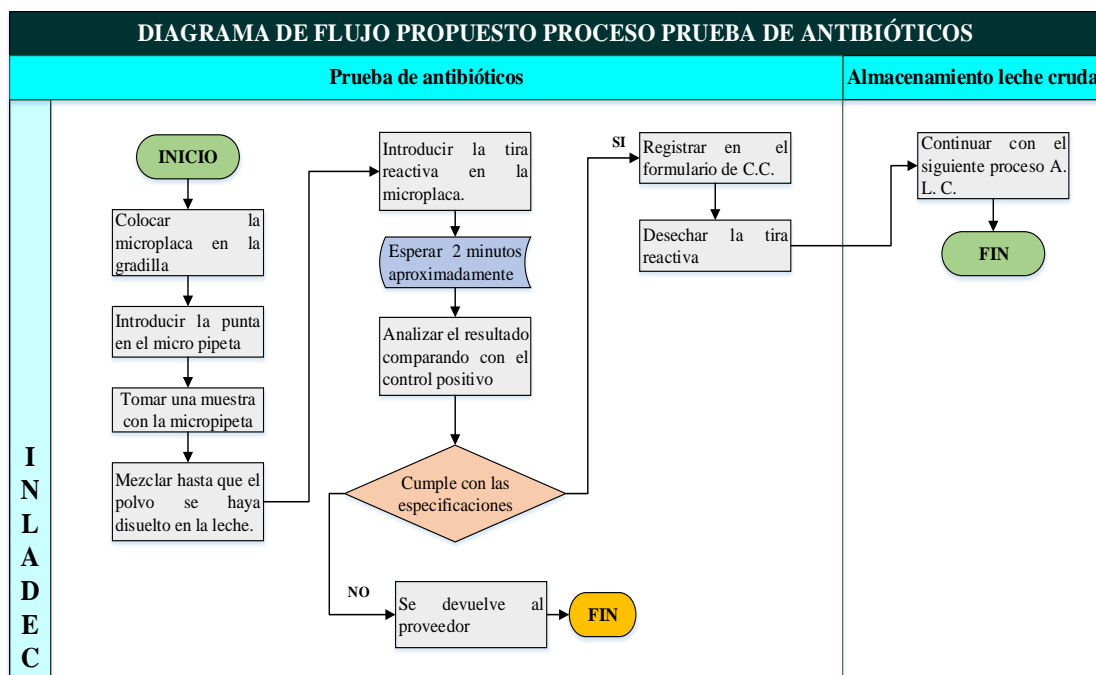 DIAGRAMA DE FLUJO PROPUESTO PROCESO PRUEBA DE ANTIBIÓTICOS
Prueba de antibióticos
Almacenamiento leche cruda
I
N
L
A
D
E
C
INICIO
Colocar la
microplaca en la
gradilla
Introducir la punta
en el micro pipeta
Tomar una muestra
con la micropipeta
Mezclar hasta que el
polvo se haya
disuelto en la leche.
Introducir la tira
reactiva en la
microplaca.
Esperar 2 minutos
aproximadamente
Analizar el resultado
comparando con el
control positivo
Cumple con las
especificaciones
NO
Se devuelve al
proveedor
FIN
SI
Registrar en el
formulario de C.C.
Desechar la tira
reactiva
Continuar con el
siguiente proceso A.
L. C.
FIN